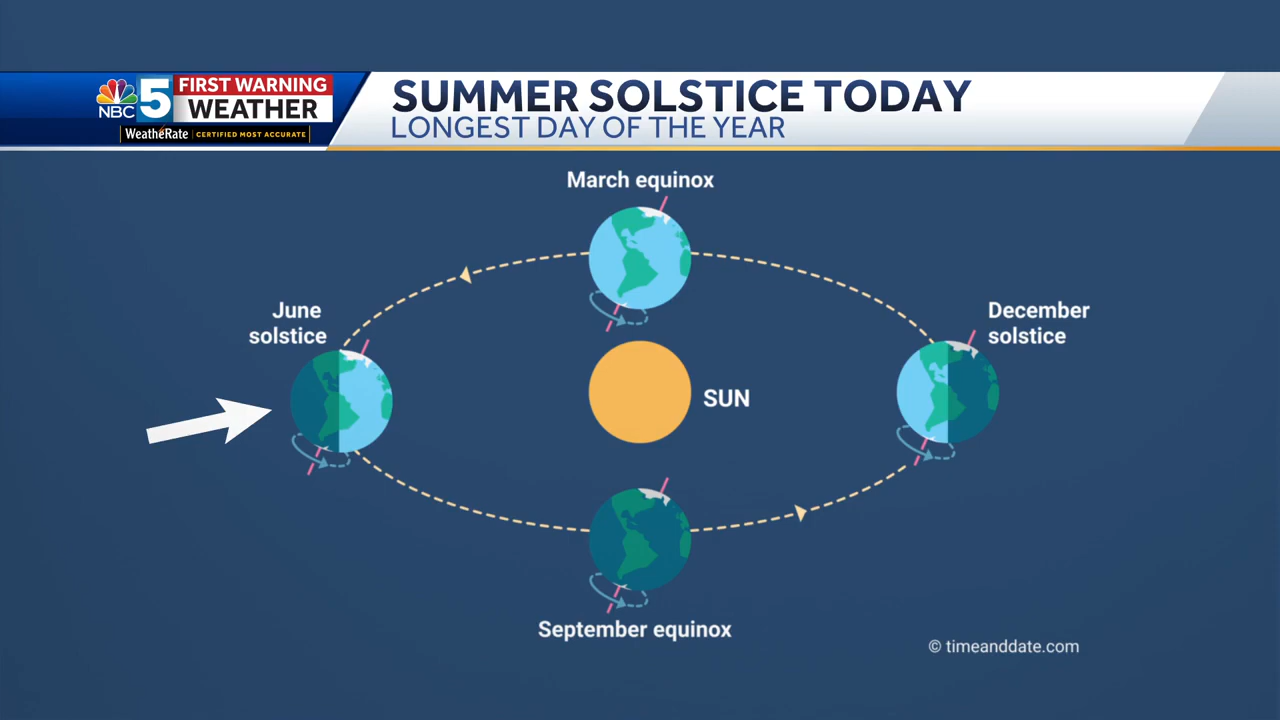 FIRST WARNING
NBC 5 WEATHER
WeatheRate CERTIFIED MOST ACCURATE
SUMMER SOLSTICE TODAY
LONGEST DAY OF THE YEAR
March equinox
June
solstice
December
solstice
SUN
September equinox
© timeanddate.com